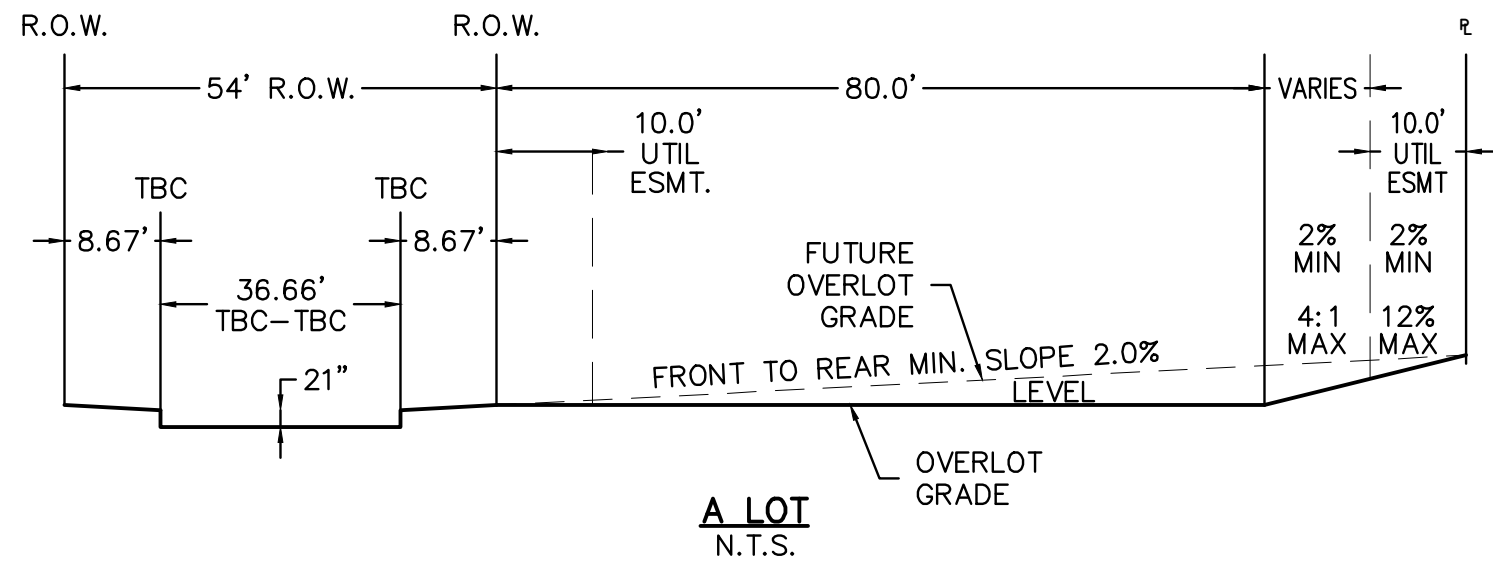 R.O.W.
R.O.W.
℄
54' R.O.W.
80.0'
VARIES
10.0'
UTIL
ESMT.
10.0'
UTIL
ESMT
TBC
TBC
8.67'
8.67'
36.66'
TBC-TBC
21"
FUTURE
OVERLOT
GRADE
2%
MIN
2%
MIN
4:1
MAX
12%
MAX
FRONT TO REAR MIN. SLOPE 2.0%
LEVEL
OVERLOT
GRADE
A LOT
N.T.S.